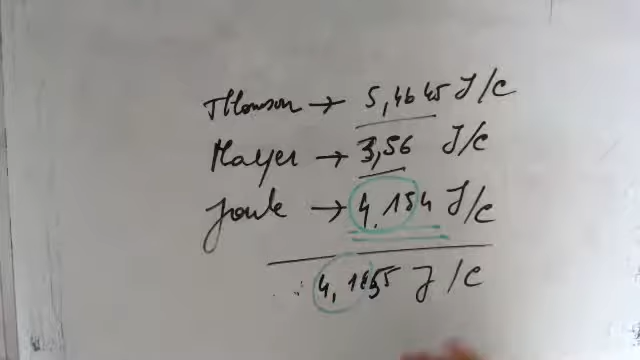 Thomson → 5,4645 J/c
Mayer → 3,56 J/c
Joule → 4,154 J/c
4,1855 J/c